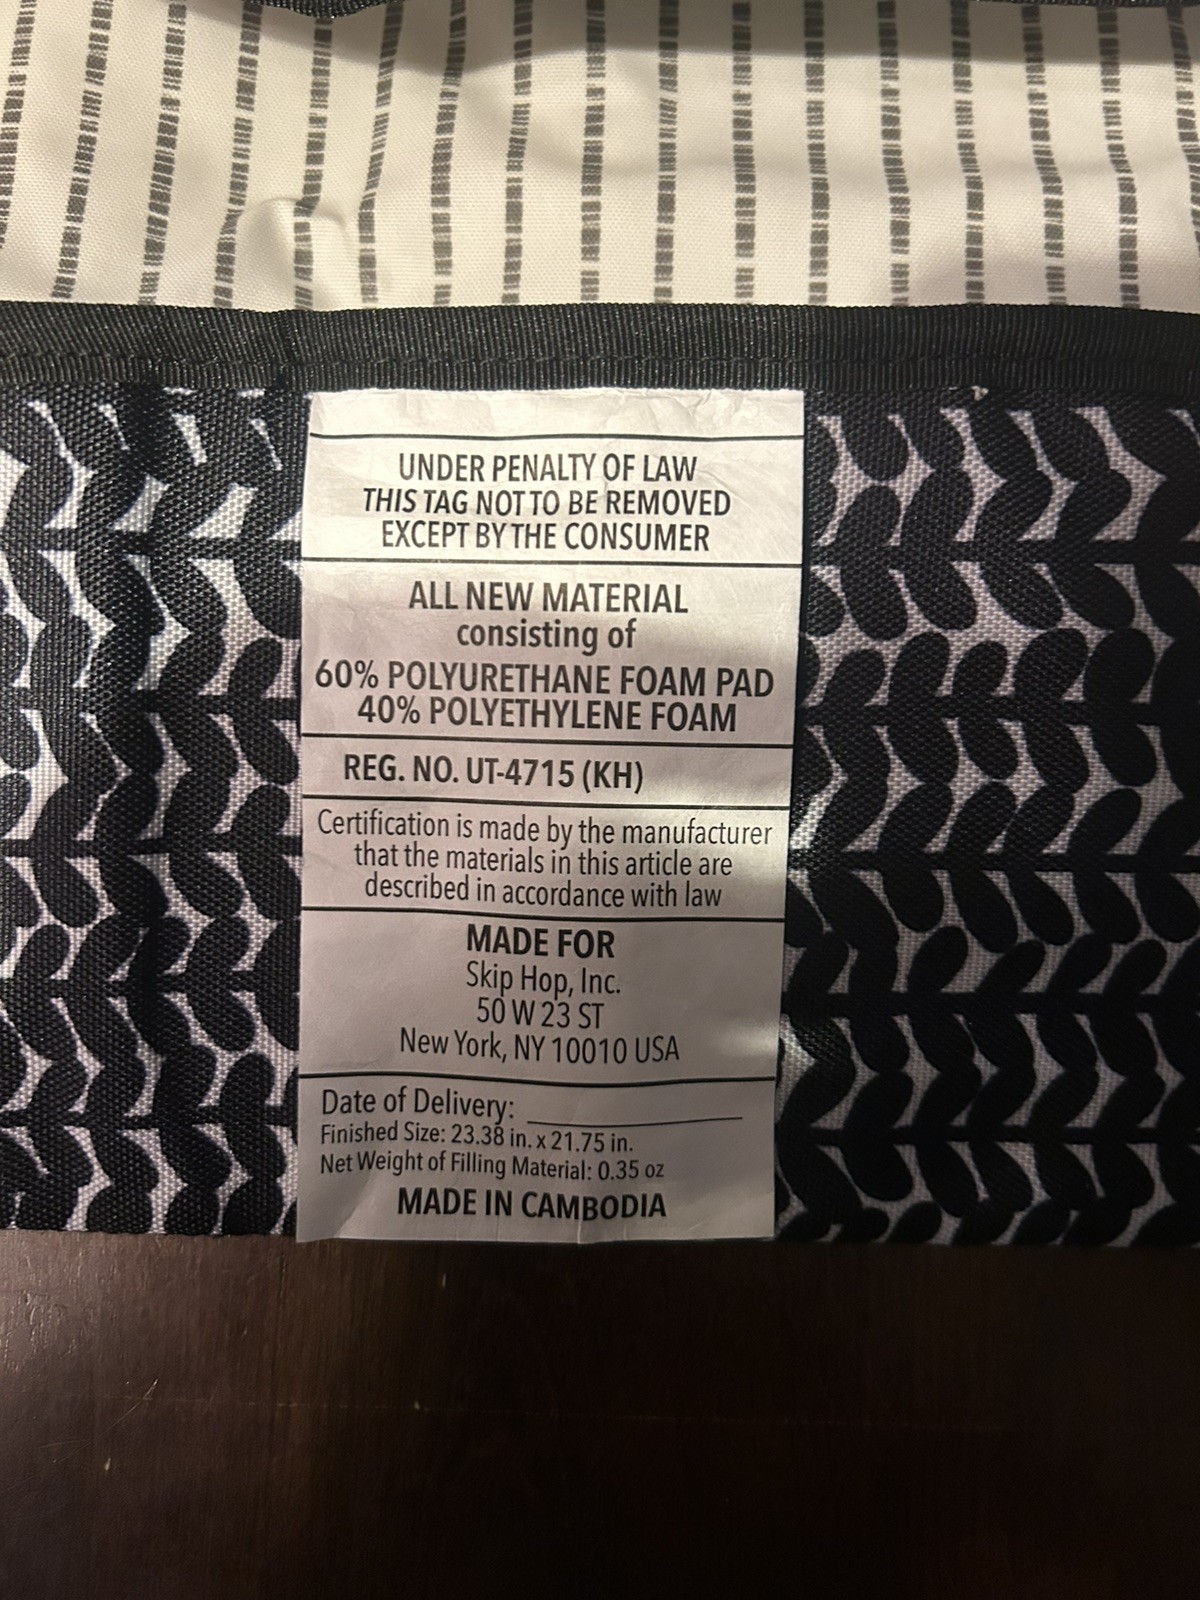 UNDER PENALTY OF LAW
THIS TAG NOT TO BE REMOVED
EXCEPT BY THE CONSUMER
ALL NEW MATERIAL
consisting of
60% POLYURETHANE FOAM PAD
40% POLYETHYLENE FOAM
REG. NO. UT-4715 (KH)
Certification is made by the manufacturer
that the materials in this article are
described in accordance with law
MADE FOR
Skip Hop, Inc.
50 W 23 ST
New York, NY 10010 USA
Date of Delivery:
Finished Size: 23.38 in. x 21.75 in.
Net Weight of Filling Material: 0.35 oz
MADE IN CAMBODIA